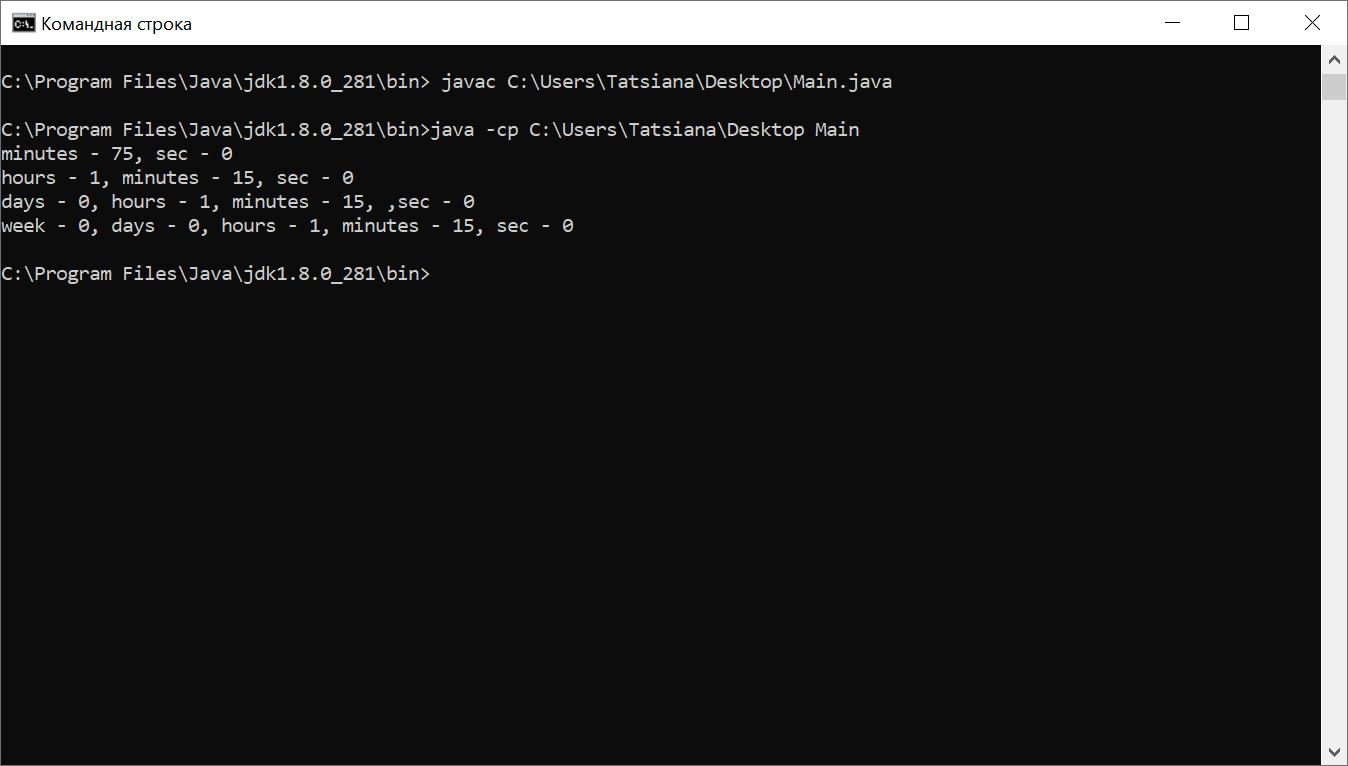 Командная строка
C:\Program Files\Java\jdk1.8.0_281\bin> javac C:\Users\Tatsiana\Desktop\Main.java
C:\Program Files\Java\jdk1.8.0_281\bin>java -cp C:\Users\Tatsiana\Desktop Main
minutes - 75, sec - 0
hours - 1, minutes - 15, sec - 0
days - 0, hours - 1, minutes - 15, ,sec - 0
week - 0, days - 0, hours - 1, minutes - 15, sec - 0
C:\Program Files\Java\jdk1.8.0_281\bin>